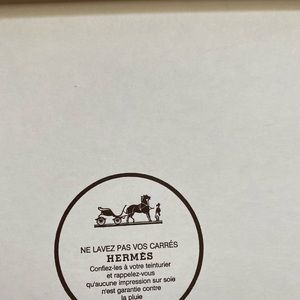 NE LAVEZ PAS VOS CARRÉS
HERMÈS
Confiez-les à votre teinturier
et rappelez-vous
qu'aucune impression sur soie
n'est garantie contre
la pluie